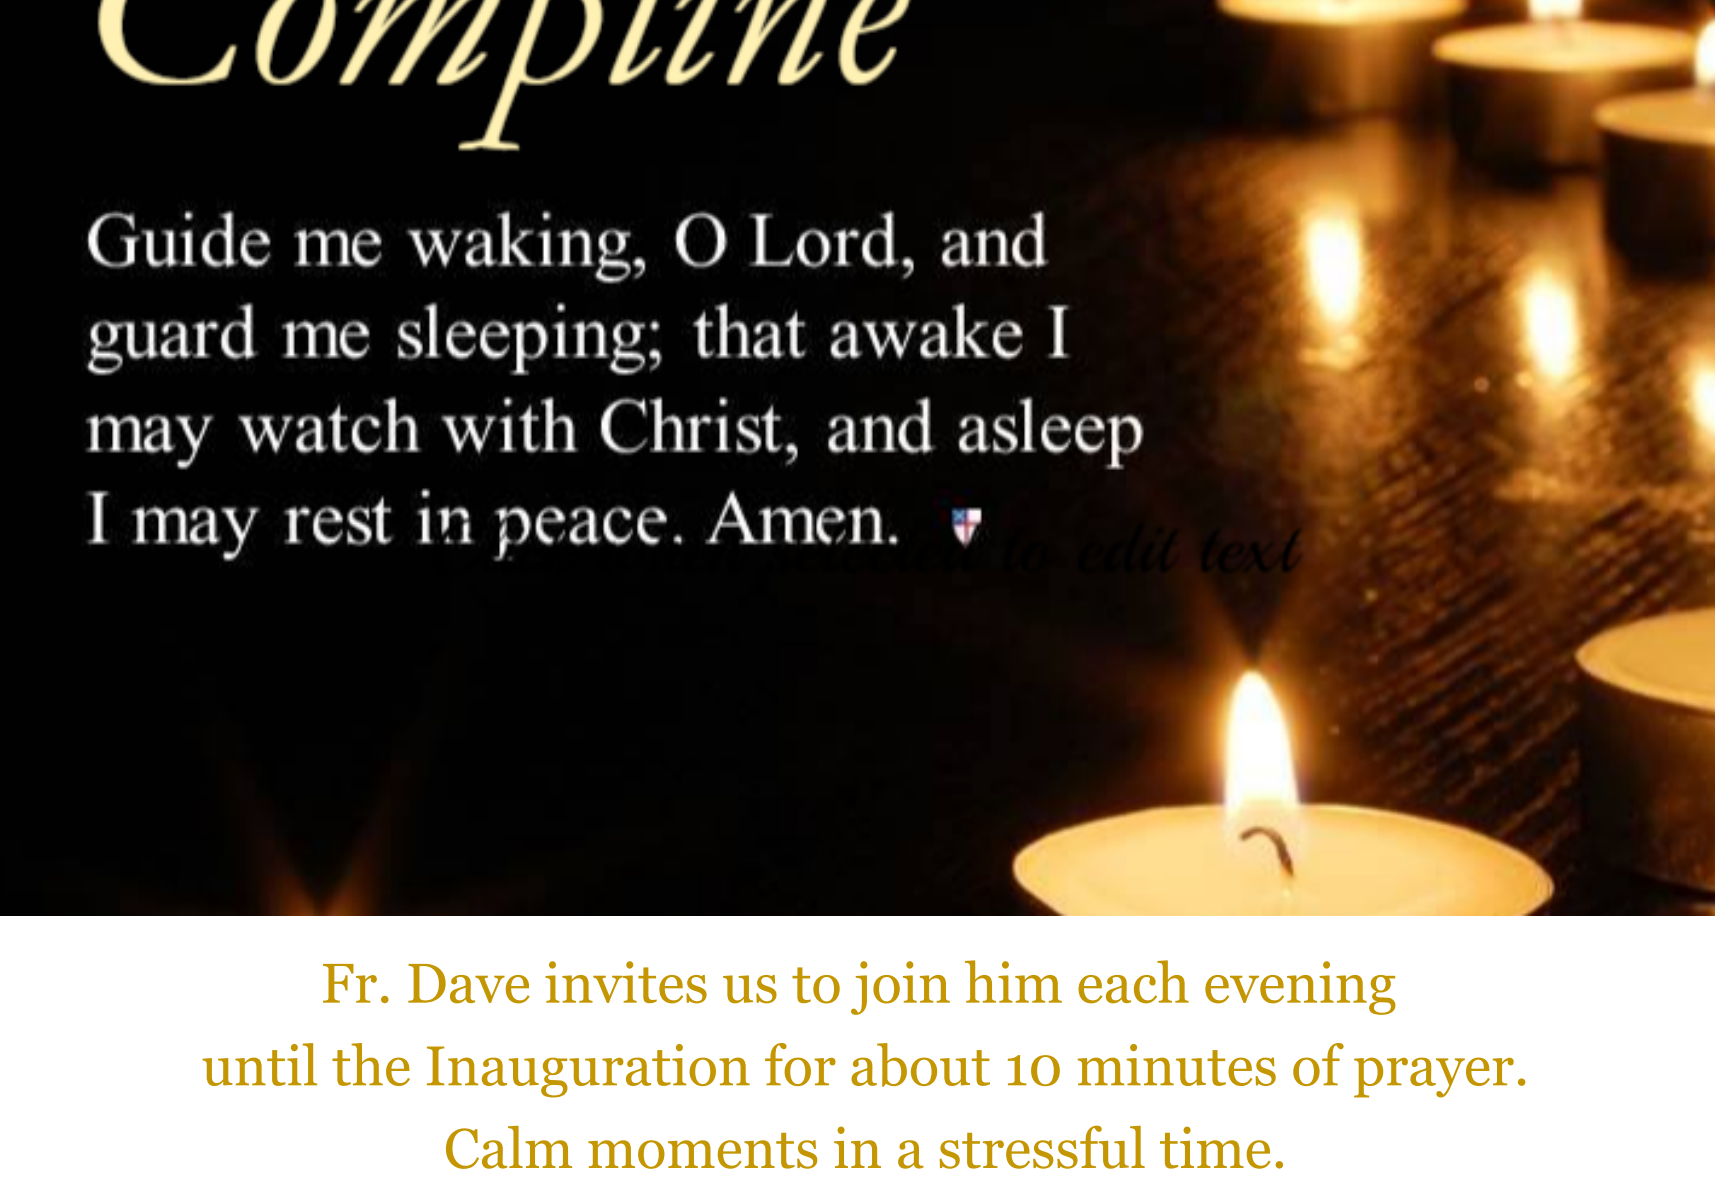 Compline
Guide me waking, O Lord, and
guard me sleeping; that awake I
may watch with Christ, and asleep
I may rest in peace. Amen.
selected to edit text
Fr. Dave invites us to join him each evening
until the Inauguration for about 10 minutes of prayer.
Calm moments in a stressful time.